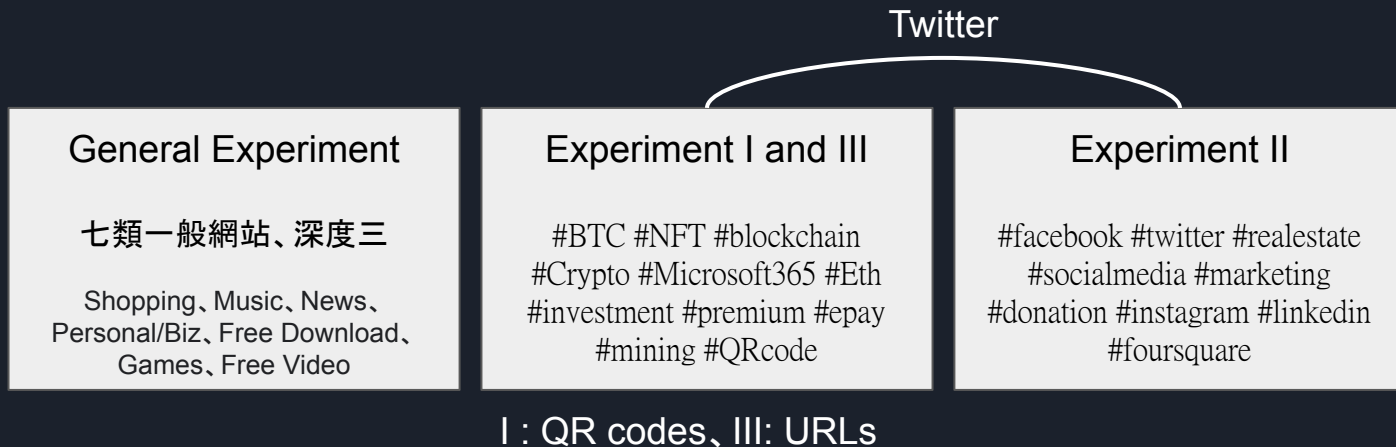 Twitter
General Experiment
七類一般網站、深度三
Shopping、Music、News、
Personal/Biz、Free Download、
Games、Free Video
Experiment I and III
#BTC #NFT #blockchain
#Crypto #Microsoft365 #Eth
#investment #premium #epay
#mining #QRcode
Experiment II
#facebook #twitter #realestate
#socialmedia #marketing
#donation #instagram #linkedin
#foursquare
I : QR codes、III: URLs